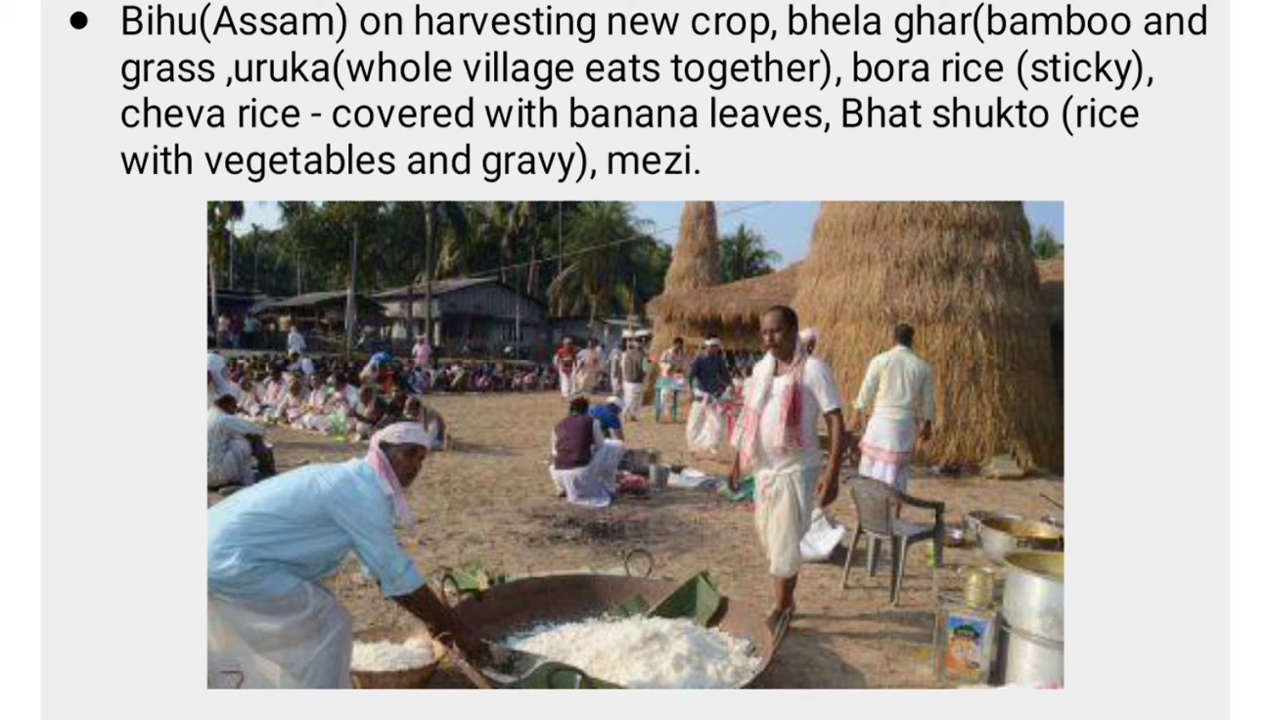 ● Bihu(Assam) on harvesting new crop, bhela ghar(bamboo and
grass ,uruka(whole village eats together), bora rice (sticky),
cheva rice - covered with banana leaves, Bhat shukto (rice
with vegetables and gravy), mezi.